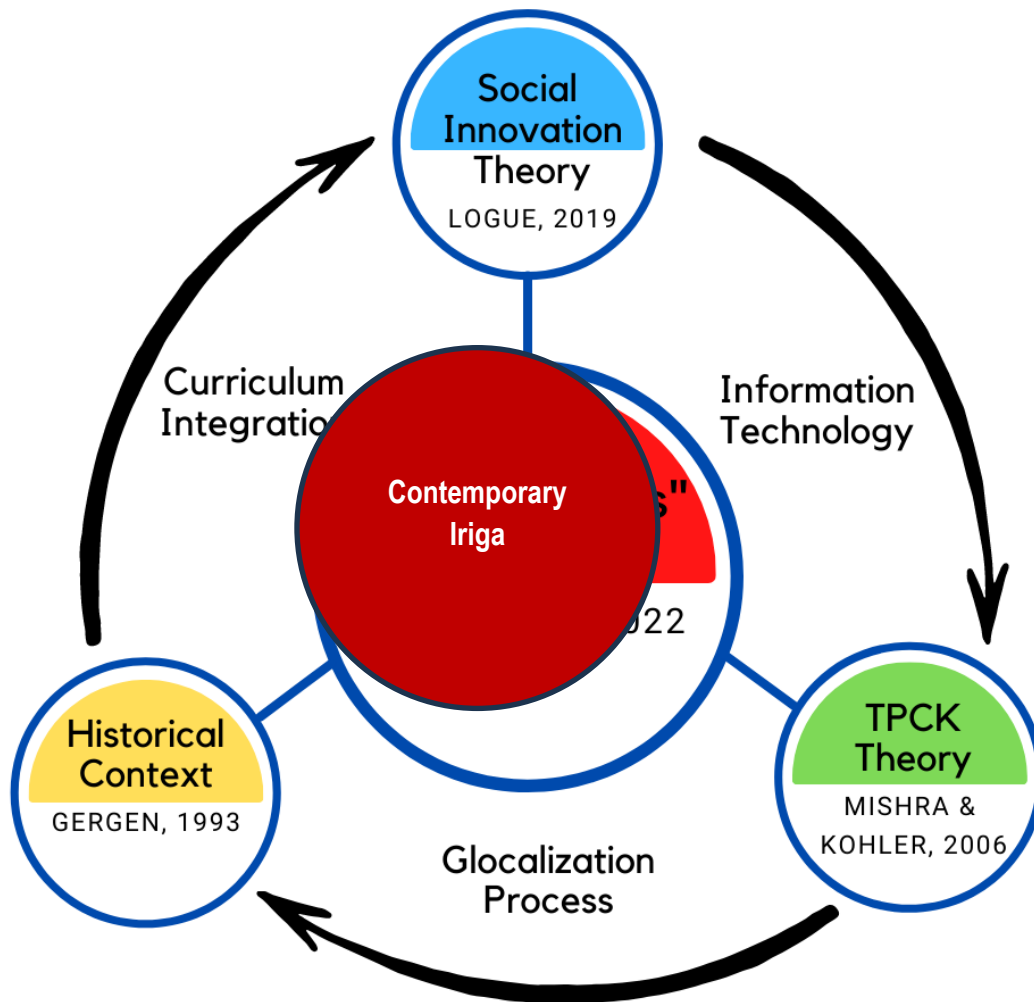 Social
Innovation
Theory
LOGUE, 2019
Curriculum
Integration
Information
Technology
Contemporary
Iriga
s"
022
Historical
Context
GERGEN, 1993
TPCK
Theory
MISHRA &
KOHLER, 2006
Glocalization
Process